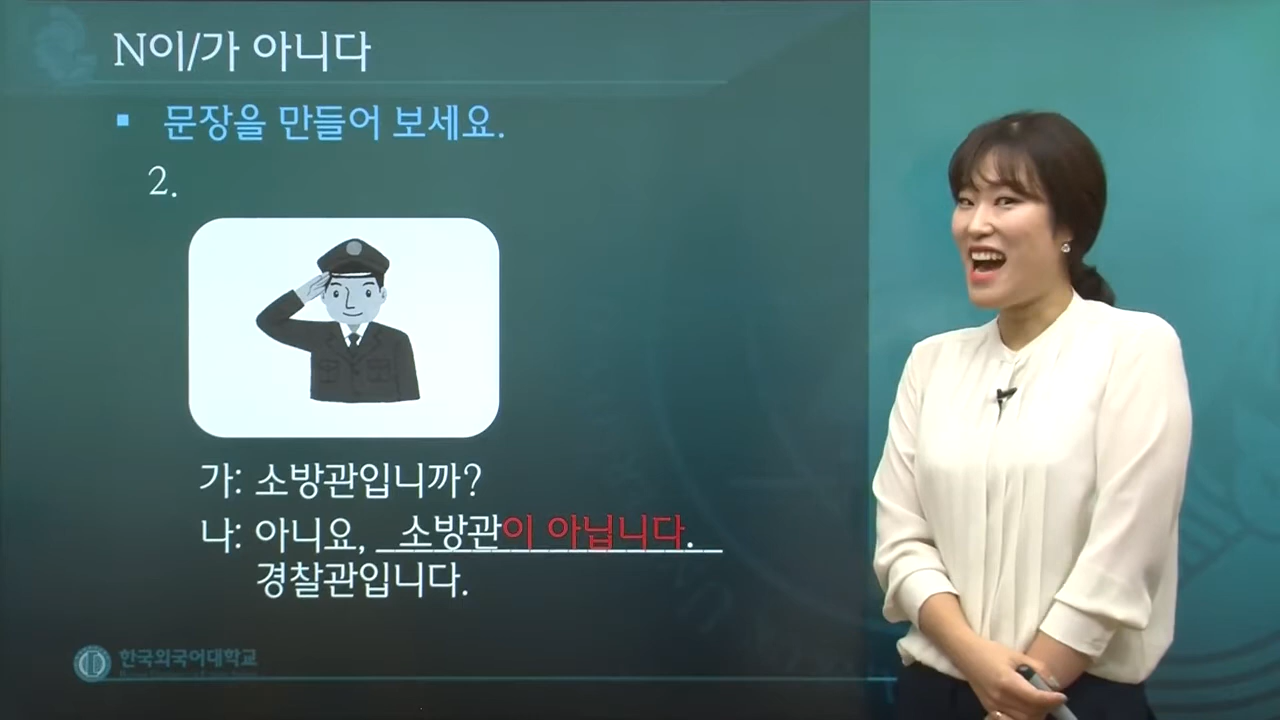 N이/가 아니다
▪ 문장을 만들어 보세요.
2.
가: 소방관입니까?
나: 아니요, 소방관이 아닙니다.
경찰관입니다.
한국외국어대학교